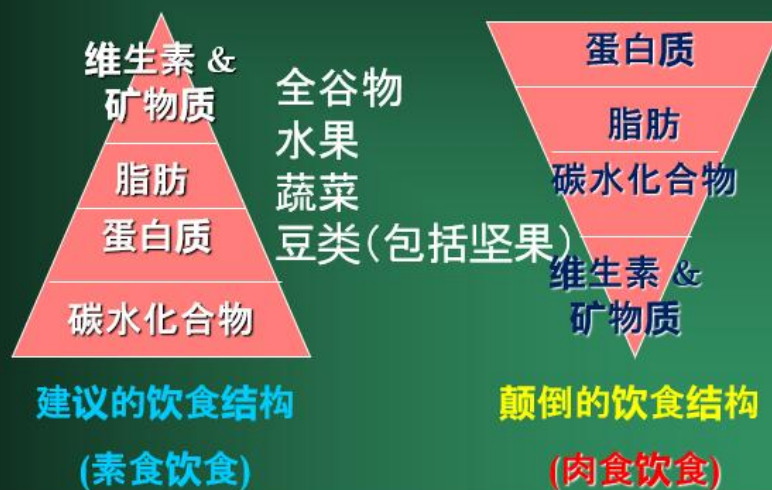 维生素 &
矿物质
脂肪
蛋白质
碳水化合物
建议的饮食结构
(素食饮食)
全谷物
水果
蔬菜
豆类(包括坚果)
蛋白质
脂肪
碳水化合物
维生素 &
矿物质
颠倒的饮食结构
(肉食饮食)